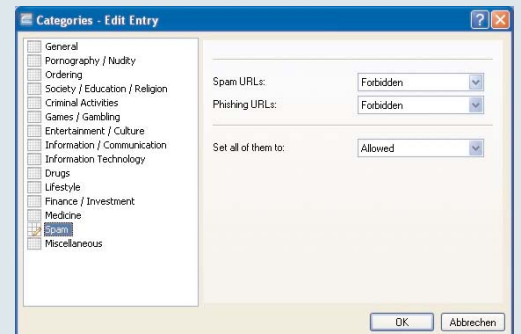 Categories - Edit Entry
General
Pornography / Nudity
Ordering
Society / Education / Religion
Criminal Activities
Games / Gambling
Entertainment / Culture
Information / Communication
Information Technology
Drugs
Lifestyle
Finance / Investment
Medicine
Spam
Miscellaneous
Spam URLs: Forbidden
Phishing URLs: Forbidden
Set all of them to: Allowed
OK Abbrechen